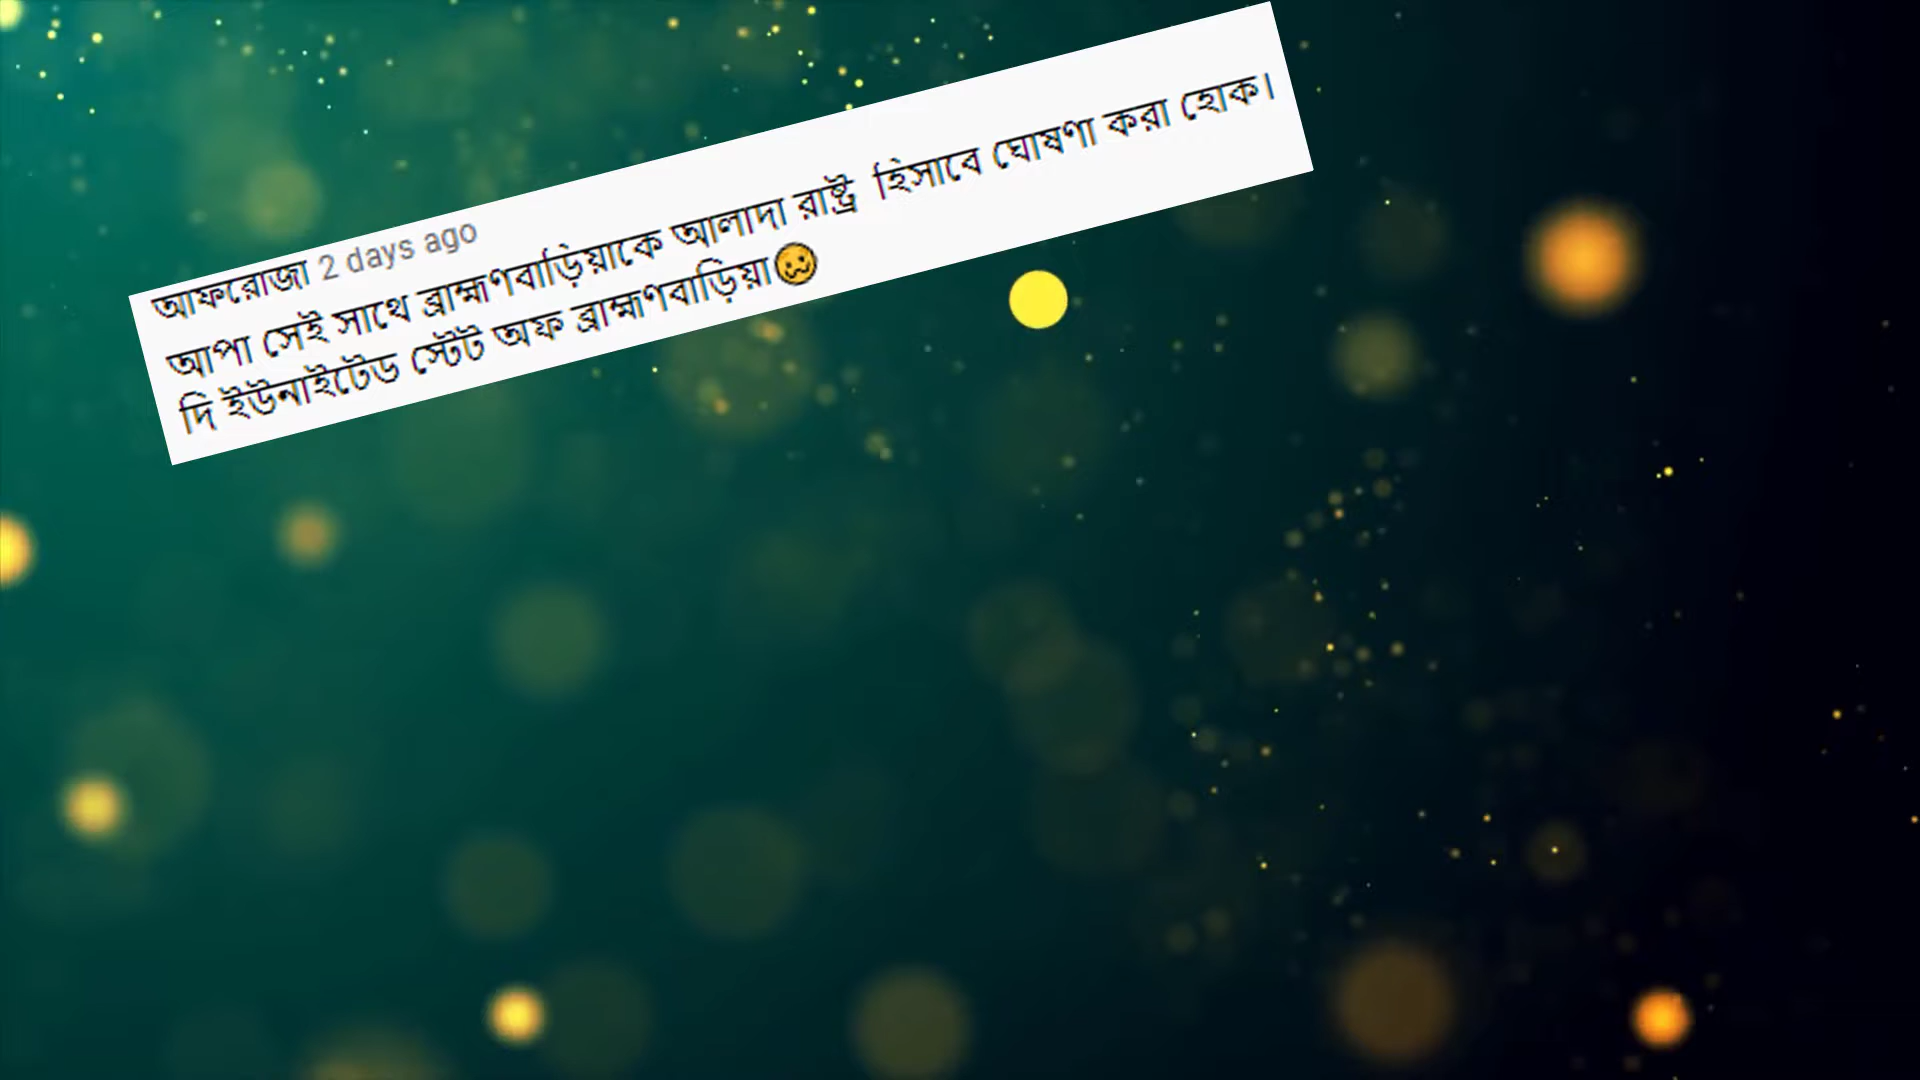 আফরোজা 2 days ago
আপা সেই সাথে ব্রাহ্মণবাড়িয়াকে আলাদা রাষ্ট্র হিসাবে ঘোষণা করা হোক।
দি ইউনাইটেড স্টেট অফ ব্রাহ্মণবাড়িয়া🥴